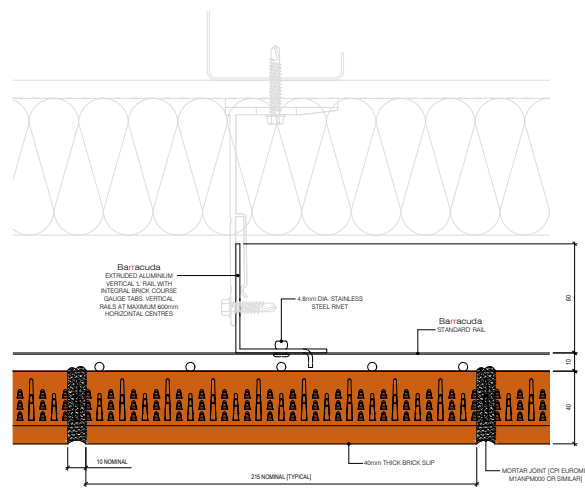 Barracuda
EXTRUDED ALUMINIUM
VERTICAL 'L' RAIL WITH
INTEGRAL BRICK COURSE
GAUGE TABS. VERTICAL
RAILS AT MAXIMUM 600mm
HORIZONTAL CENTRES
4.8mm DIA. STAINLESS
STEEL RIVET
Barracuda
'STANDARD' RAIL
60
10
40
10 NOMINAL
215 NOMINAL [TYPICAL]
40mm THICK BRICK SLIP
MORTAR JOINT [CPI EUROMI
M1ANPM000 OR SIMILAR]